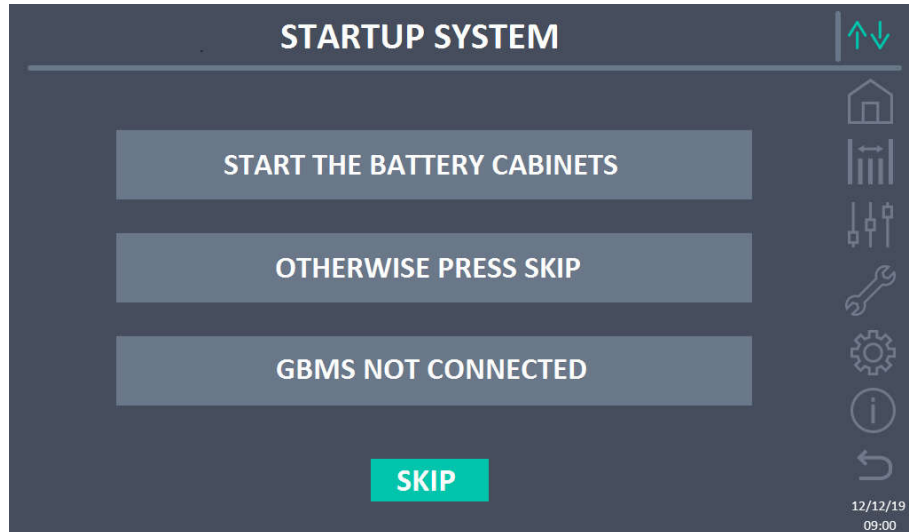 STARTUP SYSTEM
START THE BATTERY CABINETS
OTHERWISE PRESS SKIP
GBMS NOT CONNECTED
SKIP
12/12/19
09:00